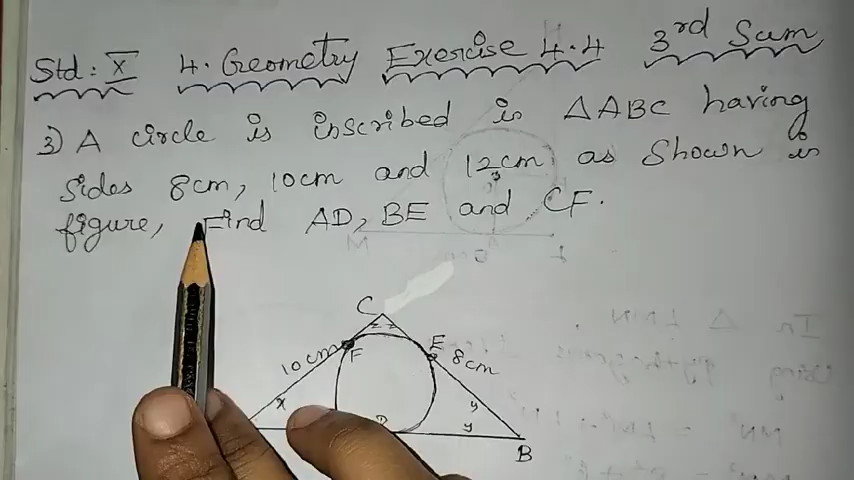 Std: X 4. Geometry Exercise 4.4 3rd Sum
3) A circle is inscribed in △ABC having
sides 8cm, 10cm and 12cm as shown in
figure, Find AD, BE and CF.
C
z z
10cm F E 8cm
x y
D y
B